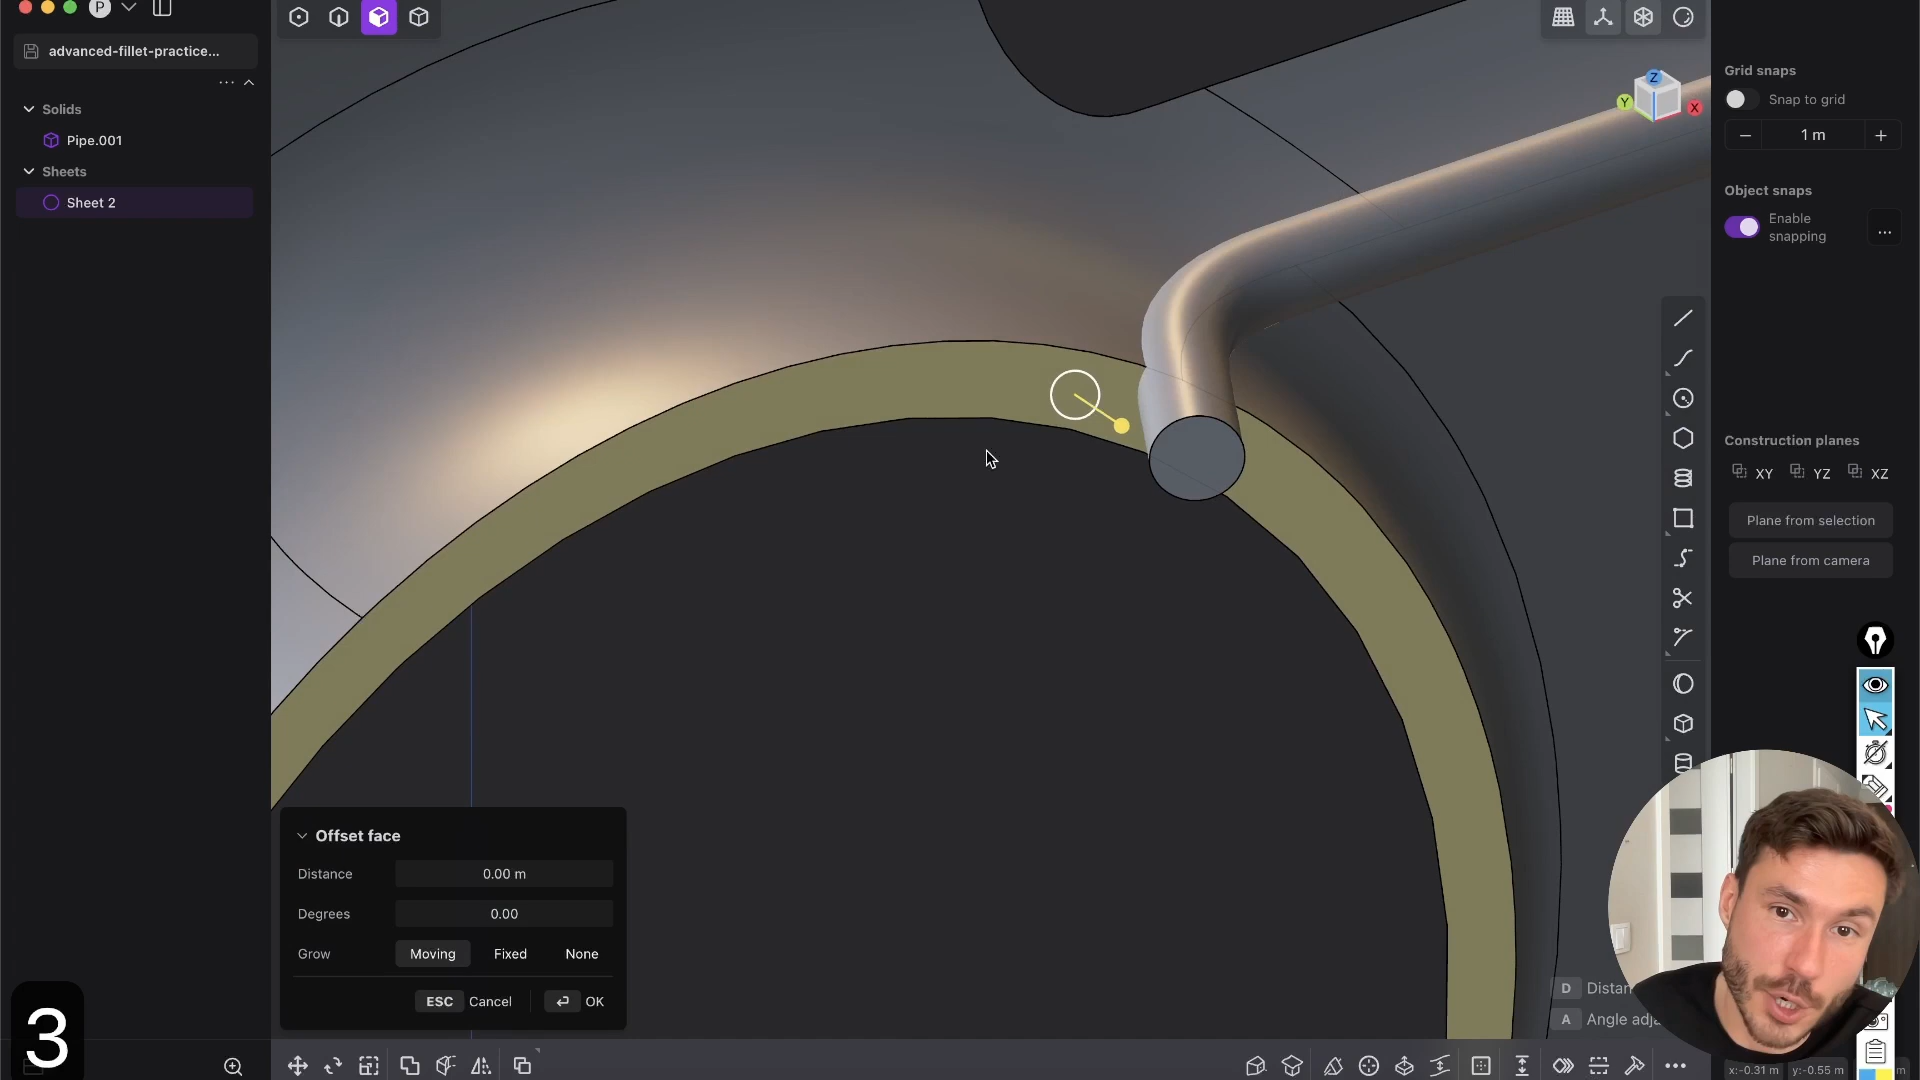 P
advanced-fillet-practice...
Solids
Pipe.001
Sheets
Sheet 2
Z
Y
X
Grid snaps
Snap to grid
1 m
Object snaps
Enable
snapping
...
Construction planes
XY
YZ
XZ
Plane from selection
Plane from camera
Offset face
Distance
0.00 m
Degrees
0.00
Grow
Moving
Fixed
None
ESC
Cancel
OK
D
A
Angle
3
x:-0.31 m
y:-0.55 m
m